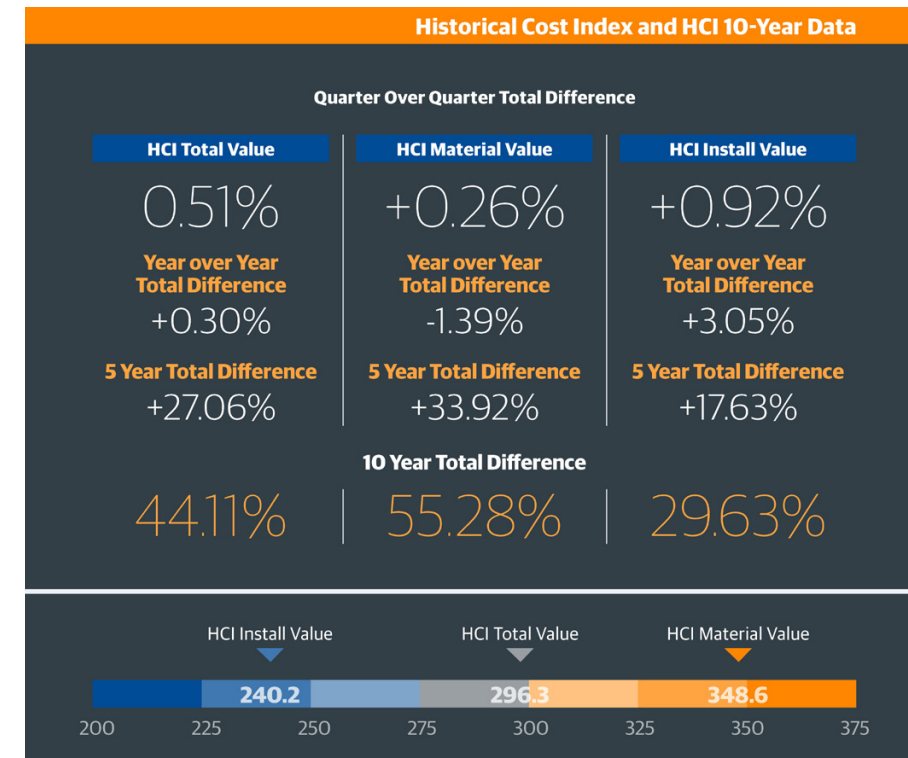 Historical Cost Index and HCI 10-Year Data
Quarter Over Quarter Total Difference
HCI Total Value
0.51%
Year over Year
Total Difference
+0.30%
5 Year Total Difference
+27.06%
HCI Material Value
+0.26%
Year over Year
Total Difference
-1.39%
5 Year Total Difference
+33.92%
HCI Install Value
+0.92%
Year over Year
Total Difference
+3.05%
5 Year Total Difference
+17.63%
10 Year Total Difference
44.11% 55.28% 29.63%
HCI Install Value HCI Total Value HCI Material Value
240.2 296.3 348.6
200 225 250 275 300 325 350 375